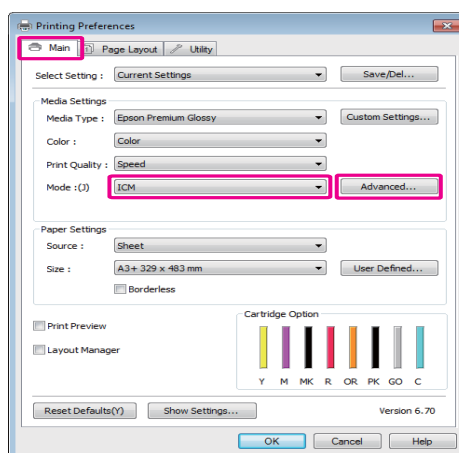 Printing Preferences
Main Page Layout Utility
Select Setting : Current Settings Save/Del...
Media Settings
Media Type : Epson Premium Glossy Custom Settings...
Color : Color
Print Quality : Speed
Mode :(J) ICM Advanced...
Paper Settings
Source : Sheet
Size : A3+ 329 x 483 mm User Defined...
Borderless
Cartridge Option
Print Preview
Layout Manager
Y M MK R OR PK GO C
Reset Defaults(Y) Show Settings... Version 6.70
OK Cancel Help